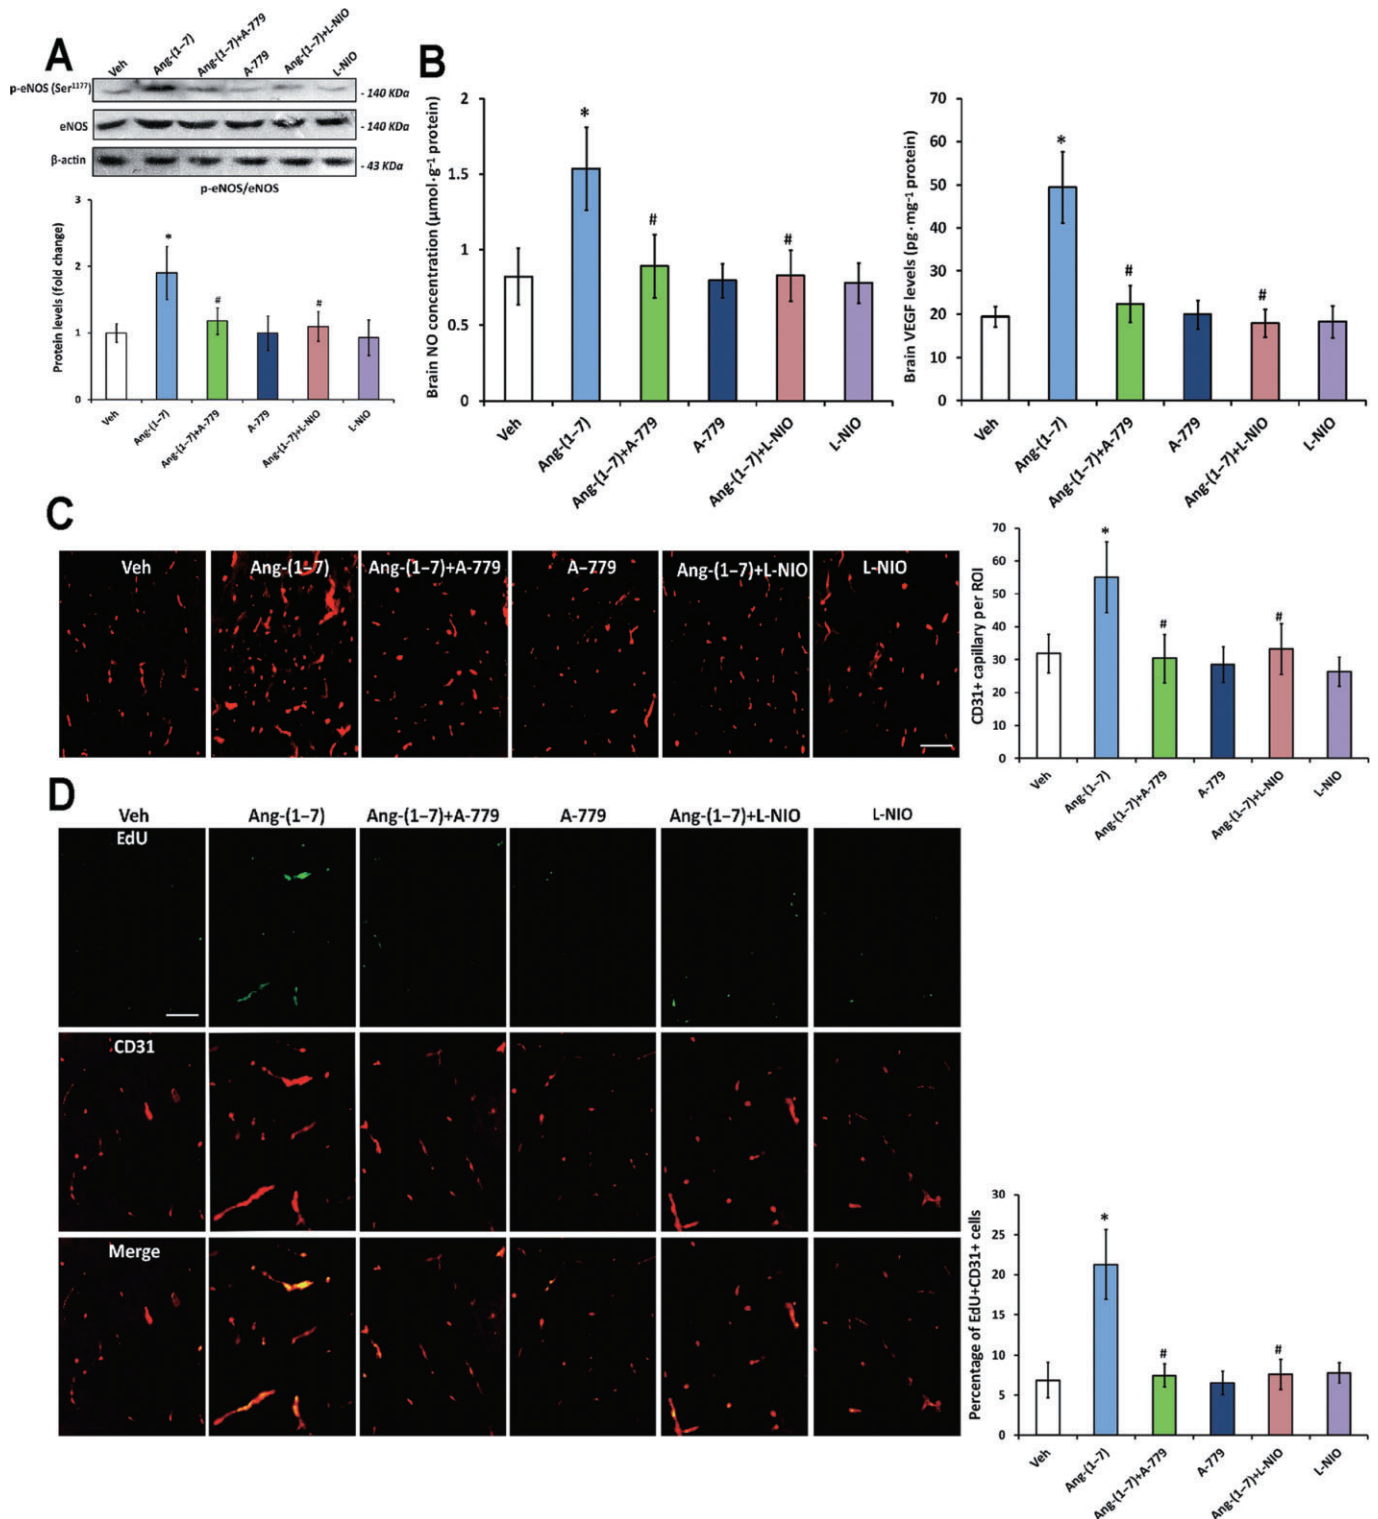 A
Veh
Ang-(1–7)
Ang-(1–7)+A-779
A-779
Ang-(1–7)+L-NIO
L-NIO
p-eNOS (Ser1177)
- 140 KDa
eNOS
- 140 KDa
β-actin
- 43 KDa
p-eNOS/eNOS
Protein levels (fold change)
3
2
1
0
*
#
#
Veh
Ang-(1–7)
Ang-(1–7)+A-779
A-779
Ang-(1–7)+L-NIO
L-NIO
B
Brain NO concentration (μmol·g⁻¹ protein)
2
1.5
1
0.5
0
*
#
#
Veh
Ang-(1–7)
Ang-(1–7)+A-779
A-779
Ang-(1–7)+L-NIO
L-NIO
Brain VEGF levels (pg·mg⁻¹ protein)
70
60
50
40
30
20
10
0
*
#
#
Veh
Ang-(1–7)
Ang-(1–7)+A-779
A-779
Ang-(1–7)+L-NIO
L-NIO
C
Veh
Ang-(1–7)
Ang-(1–7)+A-779
A–779
Ang-(1–7)+L-NIO
L-NIO
CD31+ capillary per ROI
70
60
50
40
30
20
10
0
*
#
#
Veh
Ang-(1–7)
Ang-(1–7)+A-779
A-779
Ang-(1–7)+L-NIO
L-NIO
D
Veh
Ang-(1–7)
Ang-(1–7)+A-779
A-779
Ang-(1–7)+L-NIO
L-NIO
EdU
CD31
Merge
Percentage of EdU+CD31+ cells
30
25
20
15
10
5
0
*
#
#
Veh
Ang-(1–7)
Ang-(1–7)+A-779
A-779
Ang-(1–7)+L-NIO
L-NIO